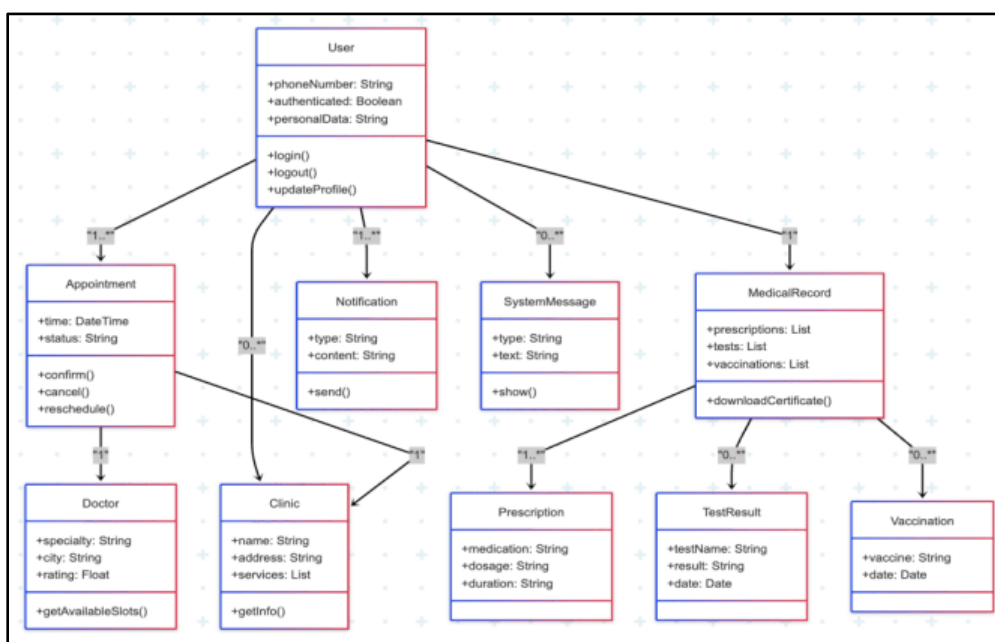 User
+phoneNumber: String
+authenticated: Boolean
+personalData: String
+login()
+logout()
+updateProfile()
"1..*"
"1..*"
"0..*"
"1"
Appointment
+time: DateTime
+status: String
+confirm()
+cancel()
+reschedule()
Notification
+type: String
+content: String
+send()
SystemMessage
+type: String
+text: String
+show()
MedicalRecord
+prescriptions: List
+tests: List
+vaccinations: List
+downloadCertificate()
"0..*"
"1"
"1"
"1..*"
"0..*"
"0..*"
Doctor
+specialty: String
+city: String
+rating: Float
+getAvailableSlots()
Clinic
+name: String
+address: String
+services: List
+getInfo()
Prescription
+medication: String
+dosage: String
+duration: String
TestResult
+testName: String
+result: String
+date: Date
Vaccination
+vaccine: String
+date: Date